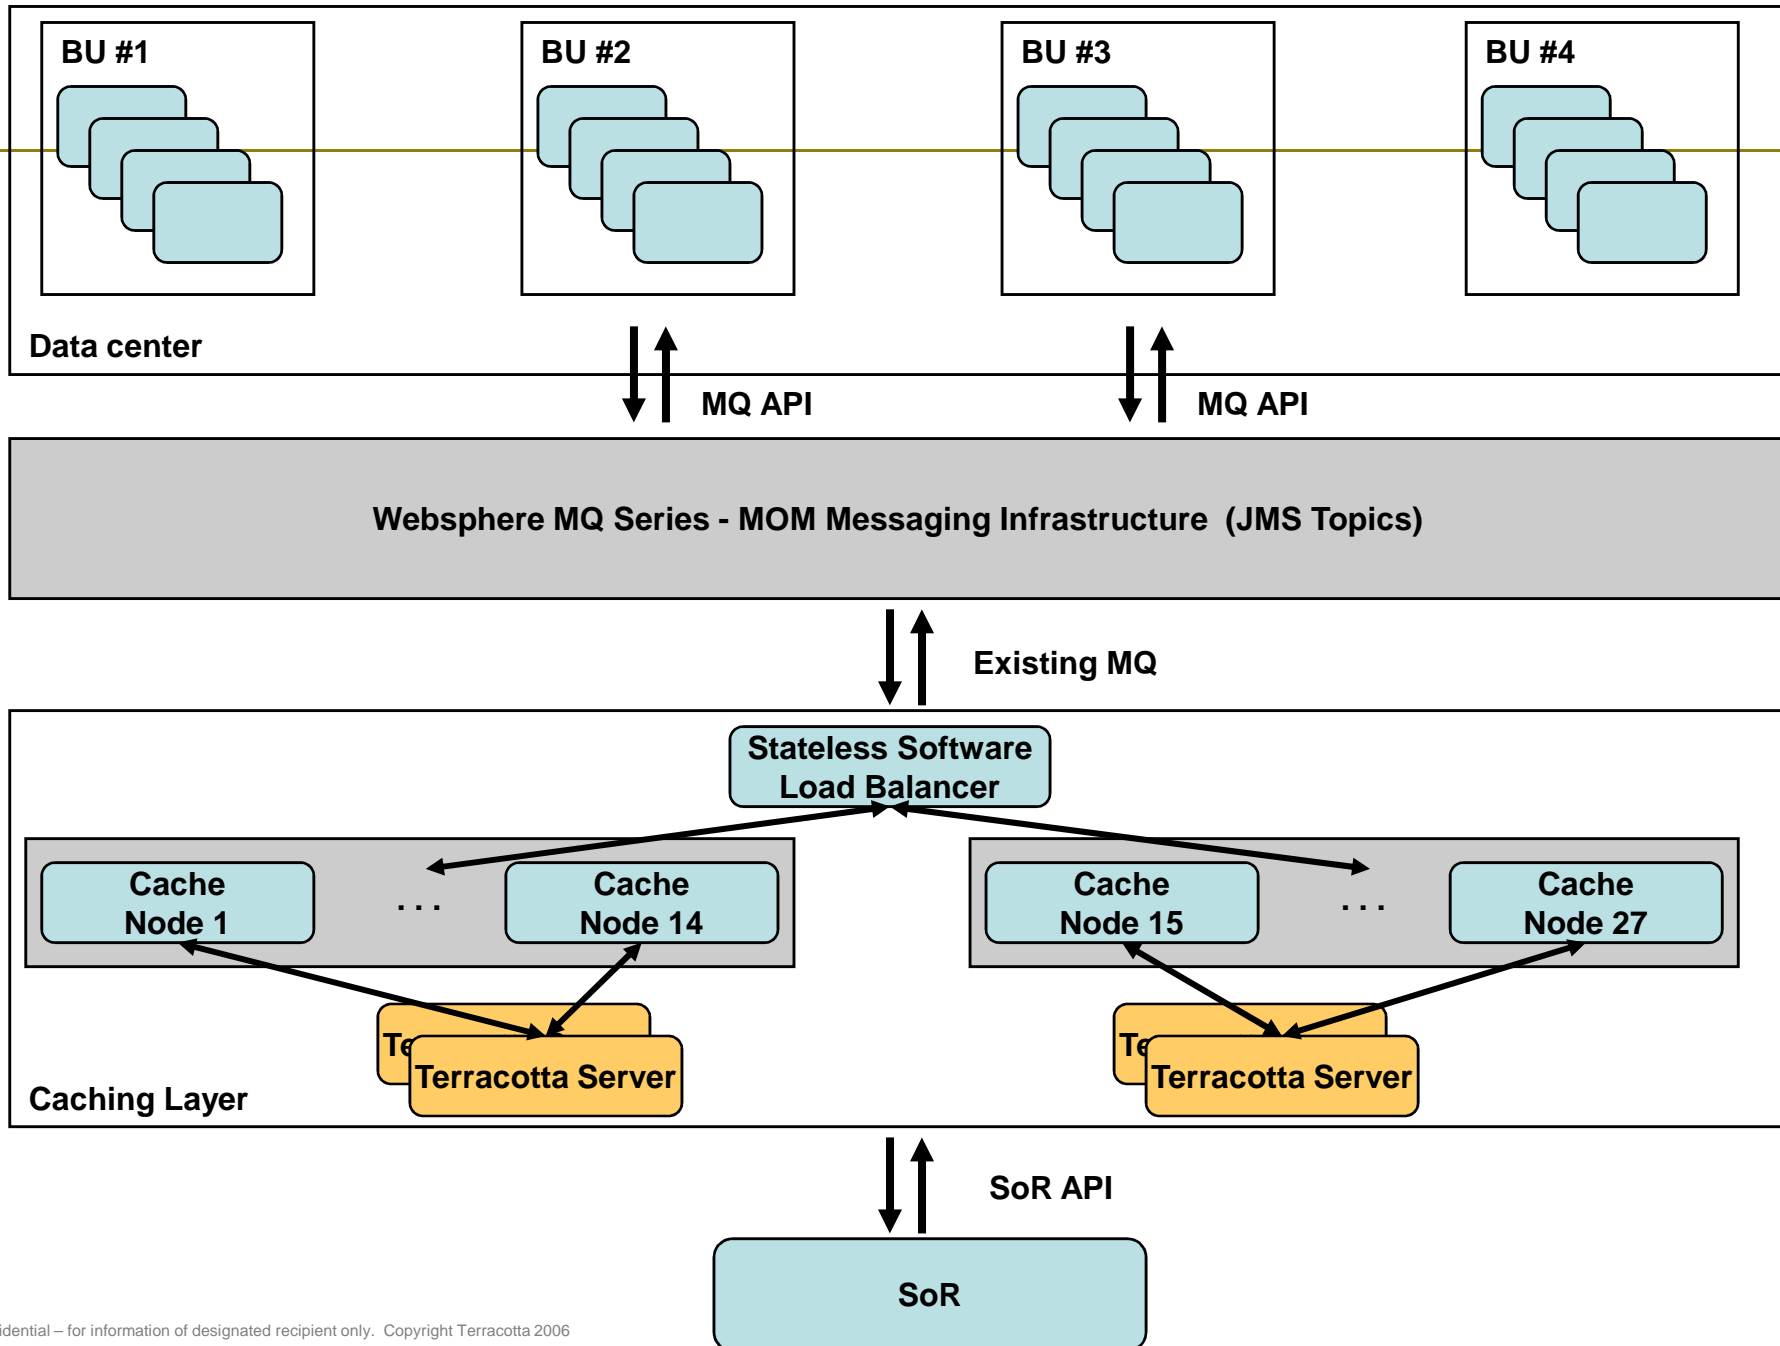 BU #1
BU #2
BU #3
BU #4
Data center
MQ API
MQ API
Websphere MQ Series - MOM Messaging Infrastructure (JMS Topics)
Existing MQ
Stateless Software
Load Balancer
Cache
Node 1
. . .
Cache
Node 14
Cache
Node 15
. . .
Cache
Node 27
Te
Terracotta Server
Te
Terracotta Server
Caching Layer
SoR API
SoR
idential – for information of designated recipient only. Copyright Terracotta 2006